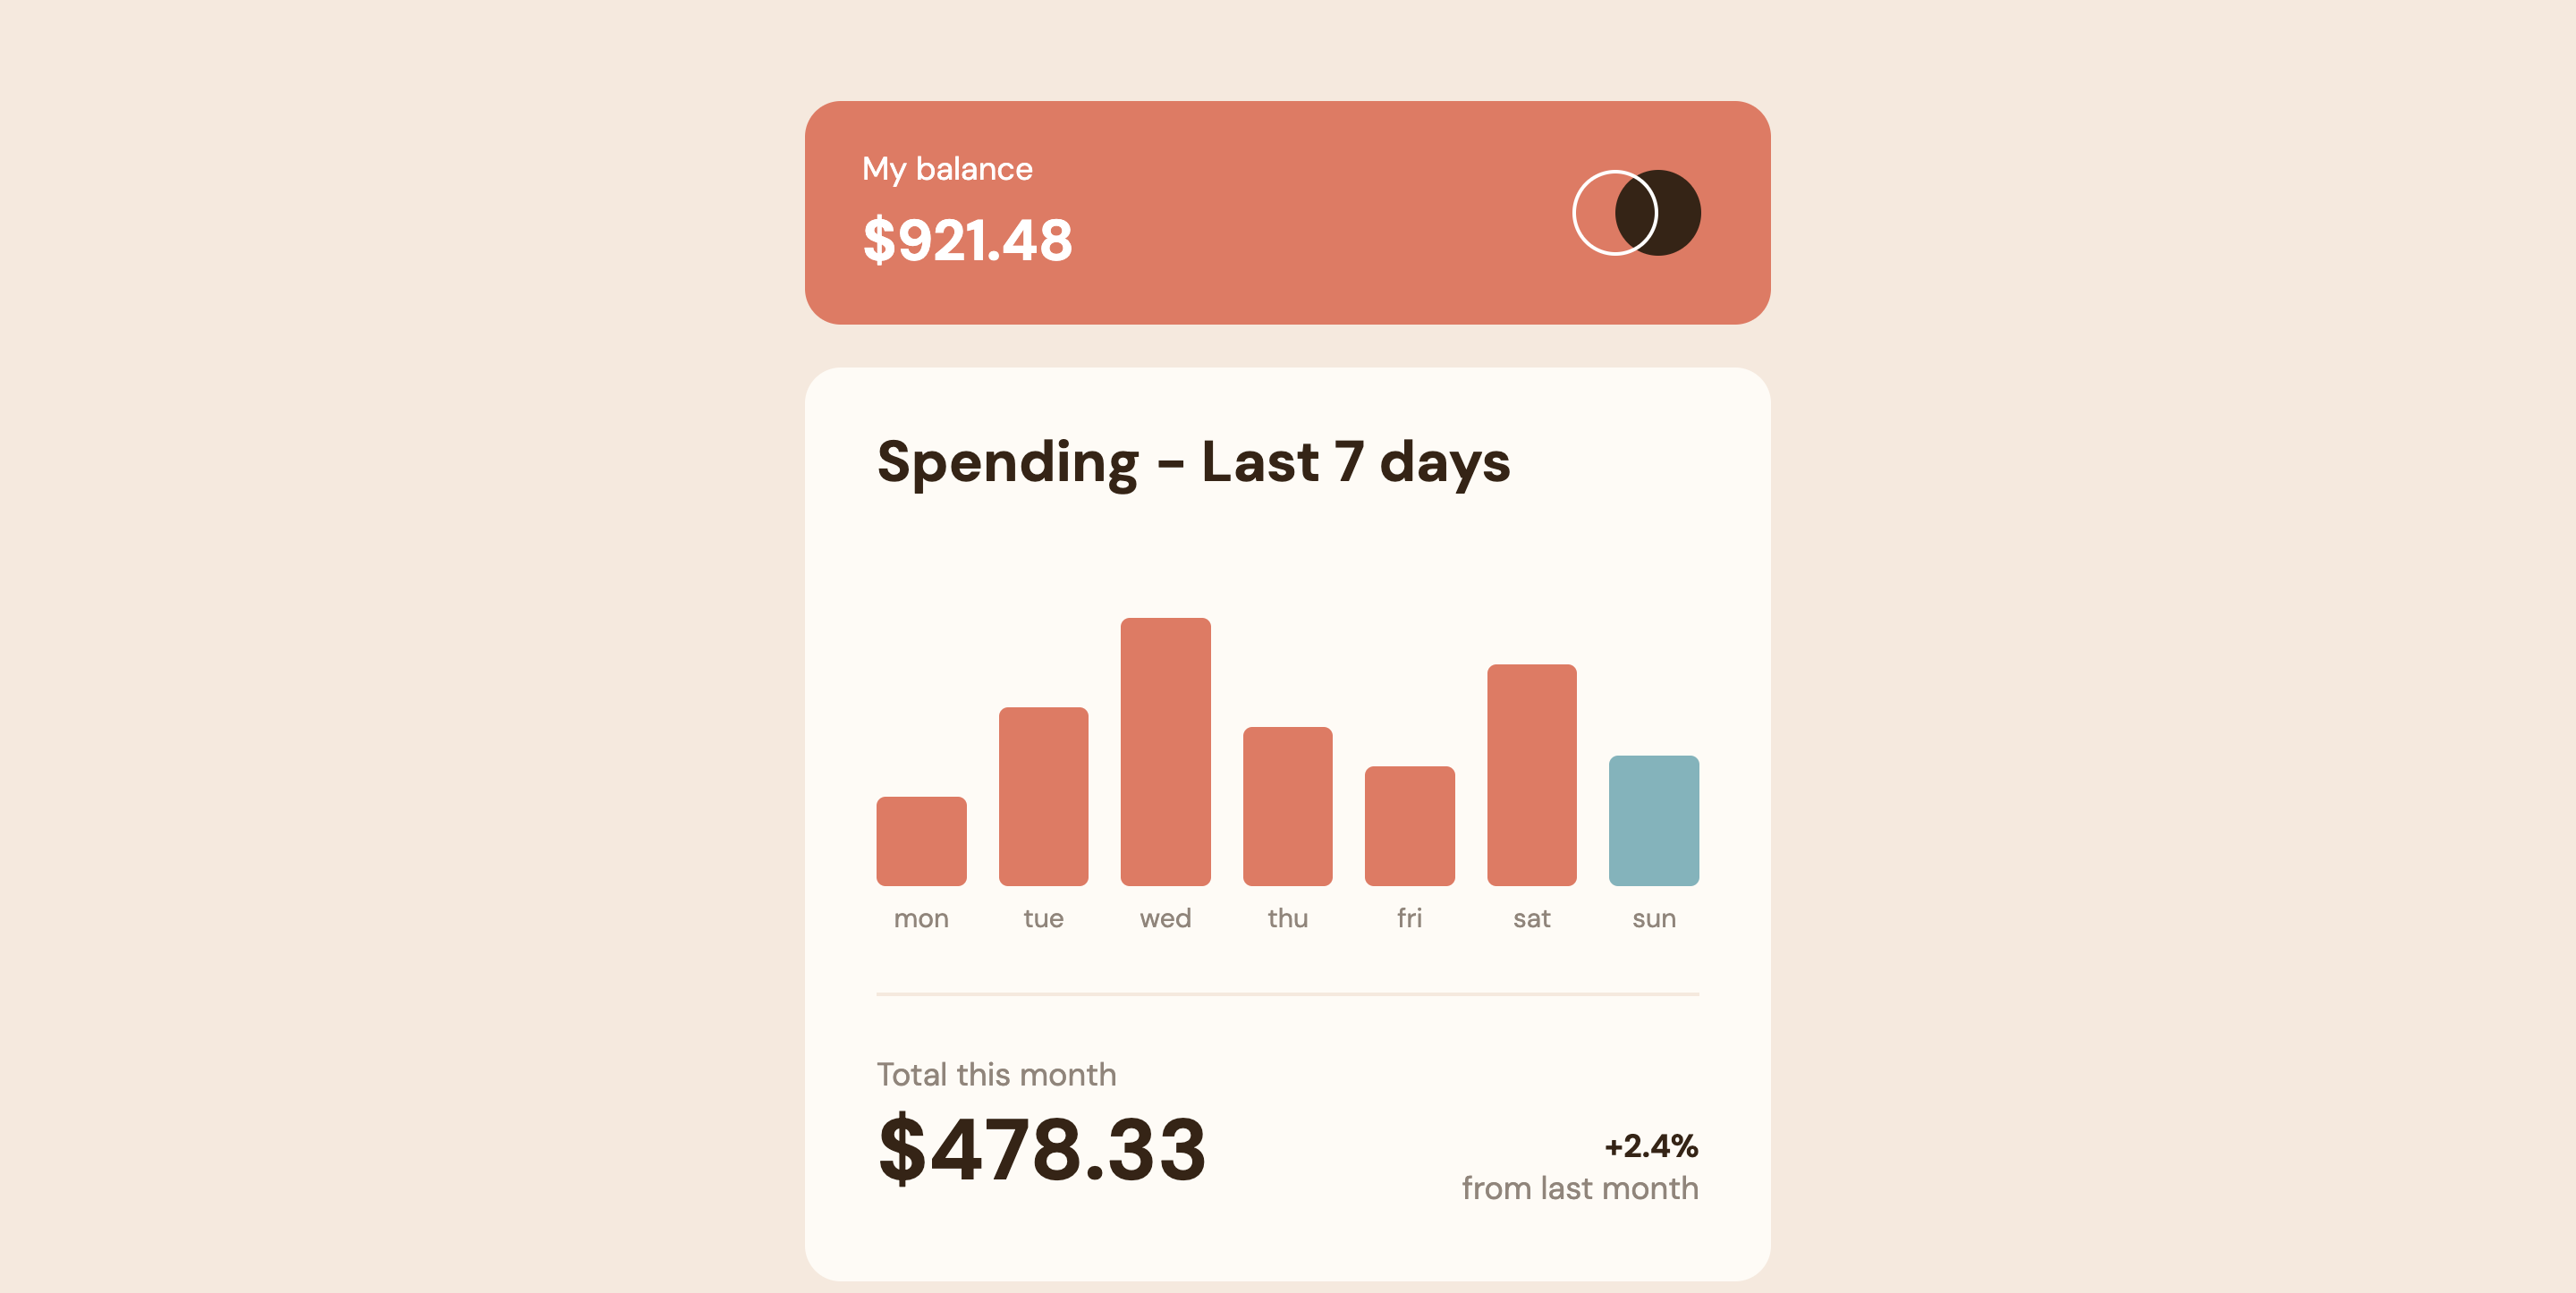 My balance
$921.48
Spending - Last 7 days
mon tue wed thu fri sat sun
Total this month
$478.33
+2.4%
from last month